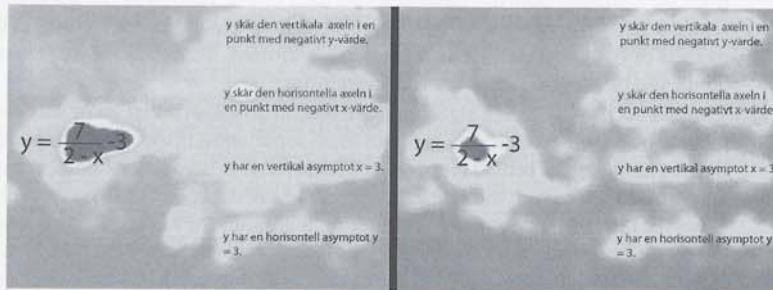 y skär den vertikala axeln i en
punkt med negativt y-värde.
y skär den horisontella axeln i
en punkt med negativt x-värde.
y = 7/(2 - x) -3
y har en vertikal asymptot x = 3.
y har en horisontell asymptot y
= 3.
y skär den vertikala axeln i en
punkt med negativt y-värde.
y skär den horisontella axeln i
en punkt med negativt x-värde
y = 7/(2 - x) -3
y har en vertikal asymptot x = 3
y har en horisontell asymptot y
= 3.